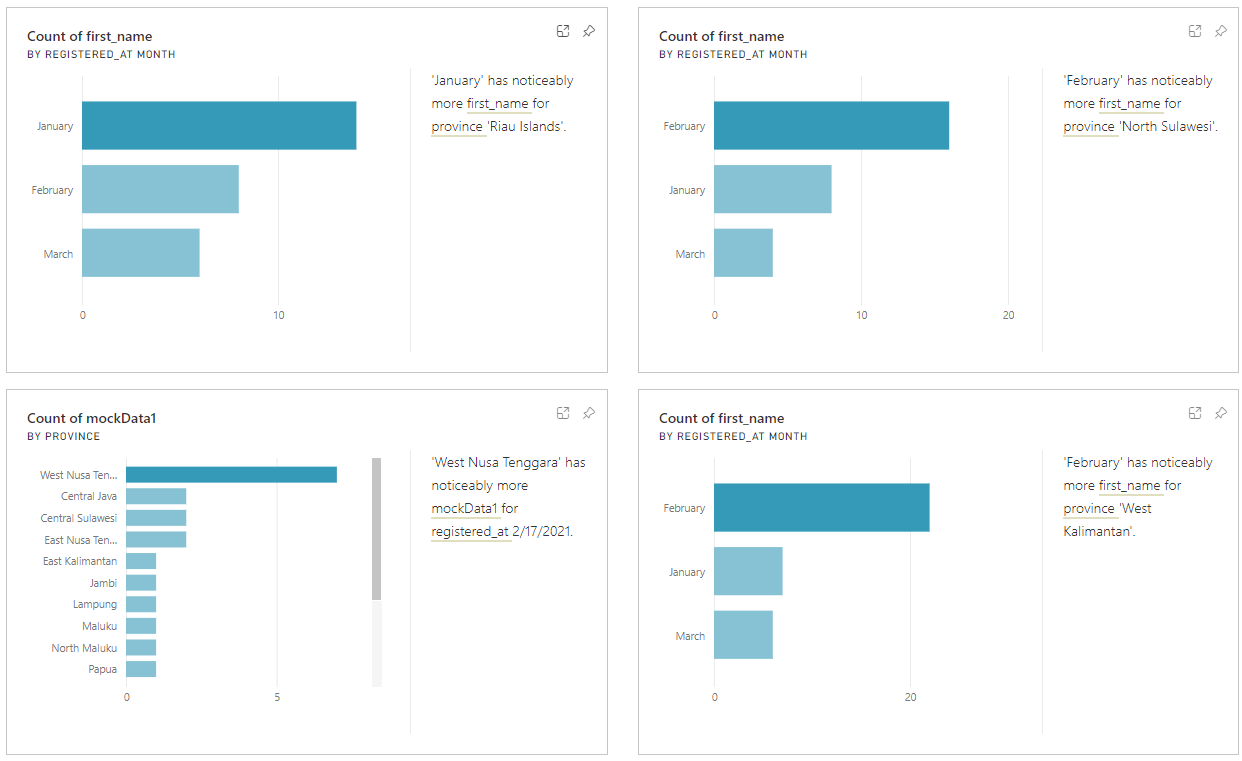 Count of first_name
BY REGISTERED_AT MONTH
January
February
March
0
10
'January' has noticeably
more first_name for
province 'Riau Islands'.
Count of first_name
BY REGISTERED_AT MONTH
February
January
March
0
10
20
'February' has noticeably
more first_name for
province 'North Sulawesi'.
Count of mockData1
BY PROVINCE
West Nusa Ten...
Central Java
Central Sulawesi
East Nusa Ten...
East Kalimantan
Jambi
Lampung
Maluku
North Maluku
Papua
0
5
'West Nusa Tenggara' has
noticeably more
mockData1 for
registered_at 2/17/2021.
Count of first_name
BY REGISTERED_AT MONTH
February
January
March
0
20
'February' has noticeably
more first_name for
province 'West
Kalimantan'.